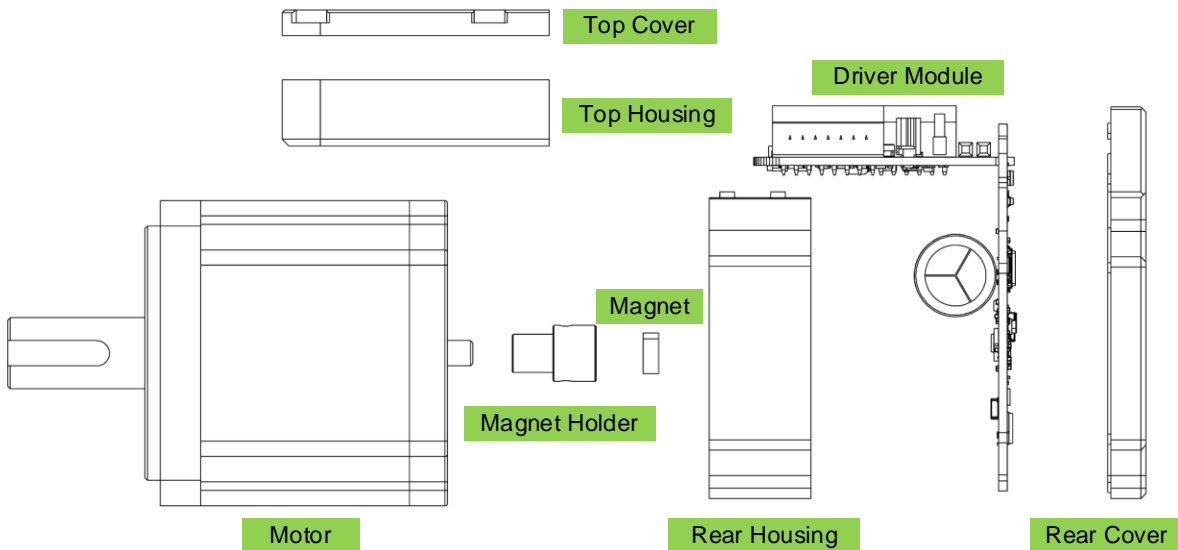 Top Cover
Driver Module
Top Housing
Magnet
Magnet Holder
Motor
Rear Housing
Rear Cover